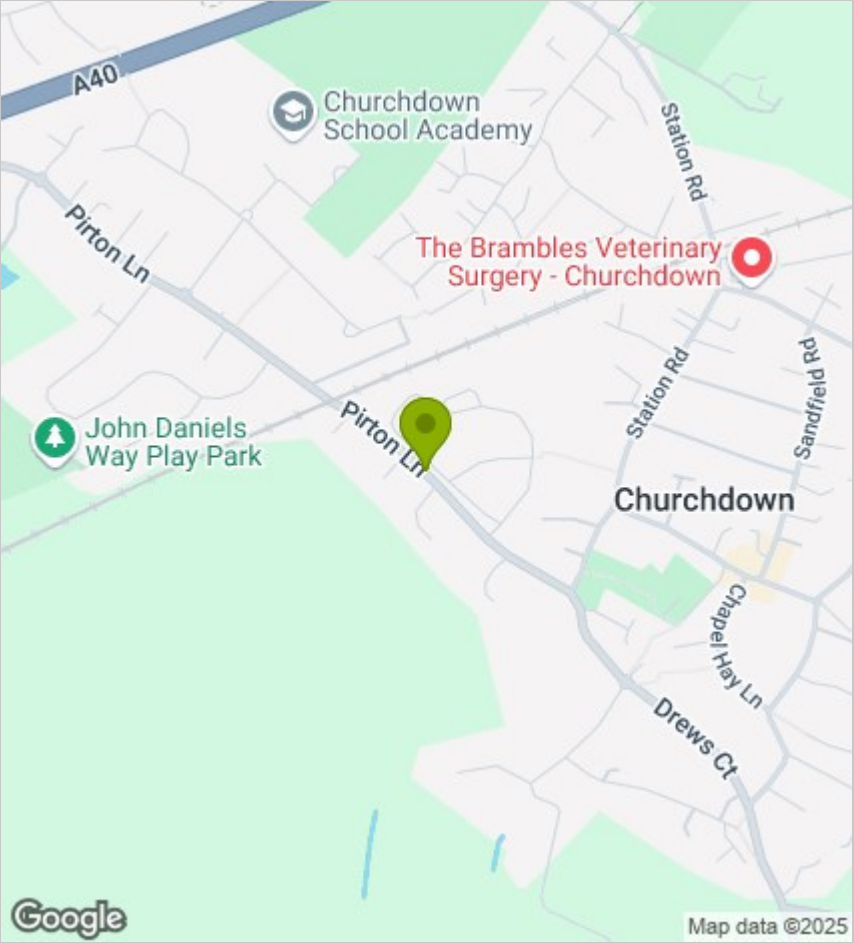 A40
Churchdown
School Academy
Station Rd
Pirton Ln
The Brambles Veterinary
Surgery - Churchdown
Station Rd
Sandfield Rd
John Daniels
Way Play Park
Pirton Ln
Churchdown
Chapel Hay Ln
Drews Ct
Google
Map data ©2025